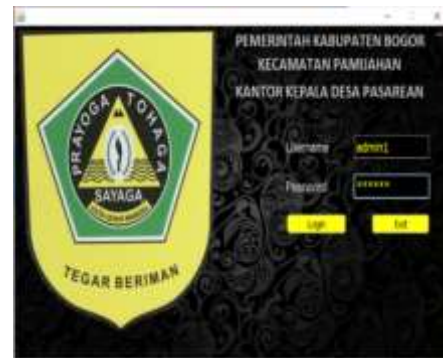 PEMERINTAH KABUPATEN BOGOR
KECAMATAN PAMIJAHAN
KANTOR KEPALA DESA PASAREAN
PRAYOGA TOHAGA
SAYAGA
TEGAR BERIMAN
Username admin1
Password ******
Login Exit